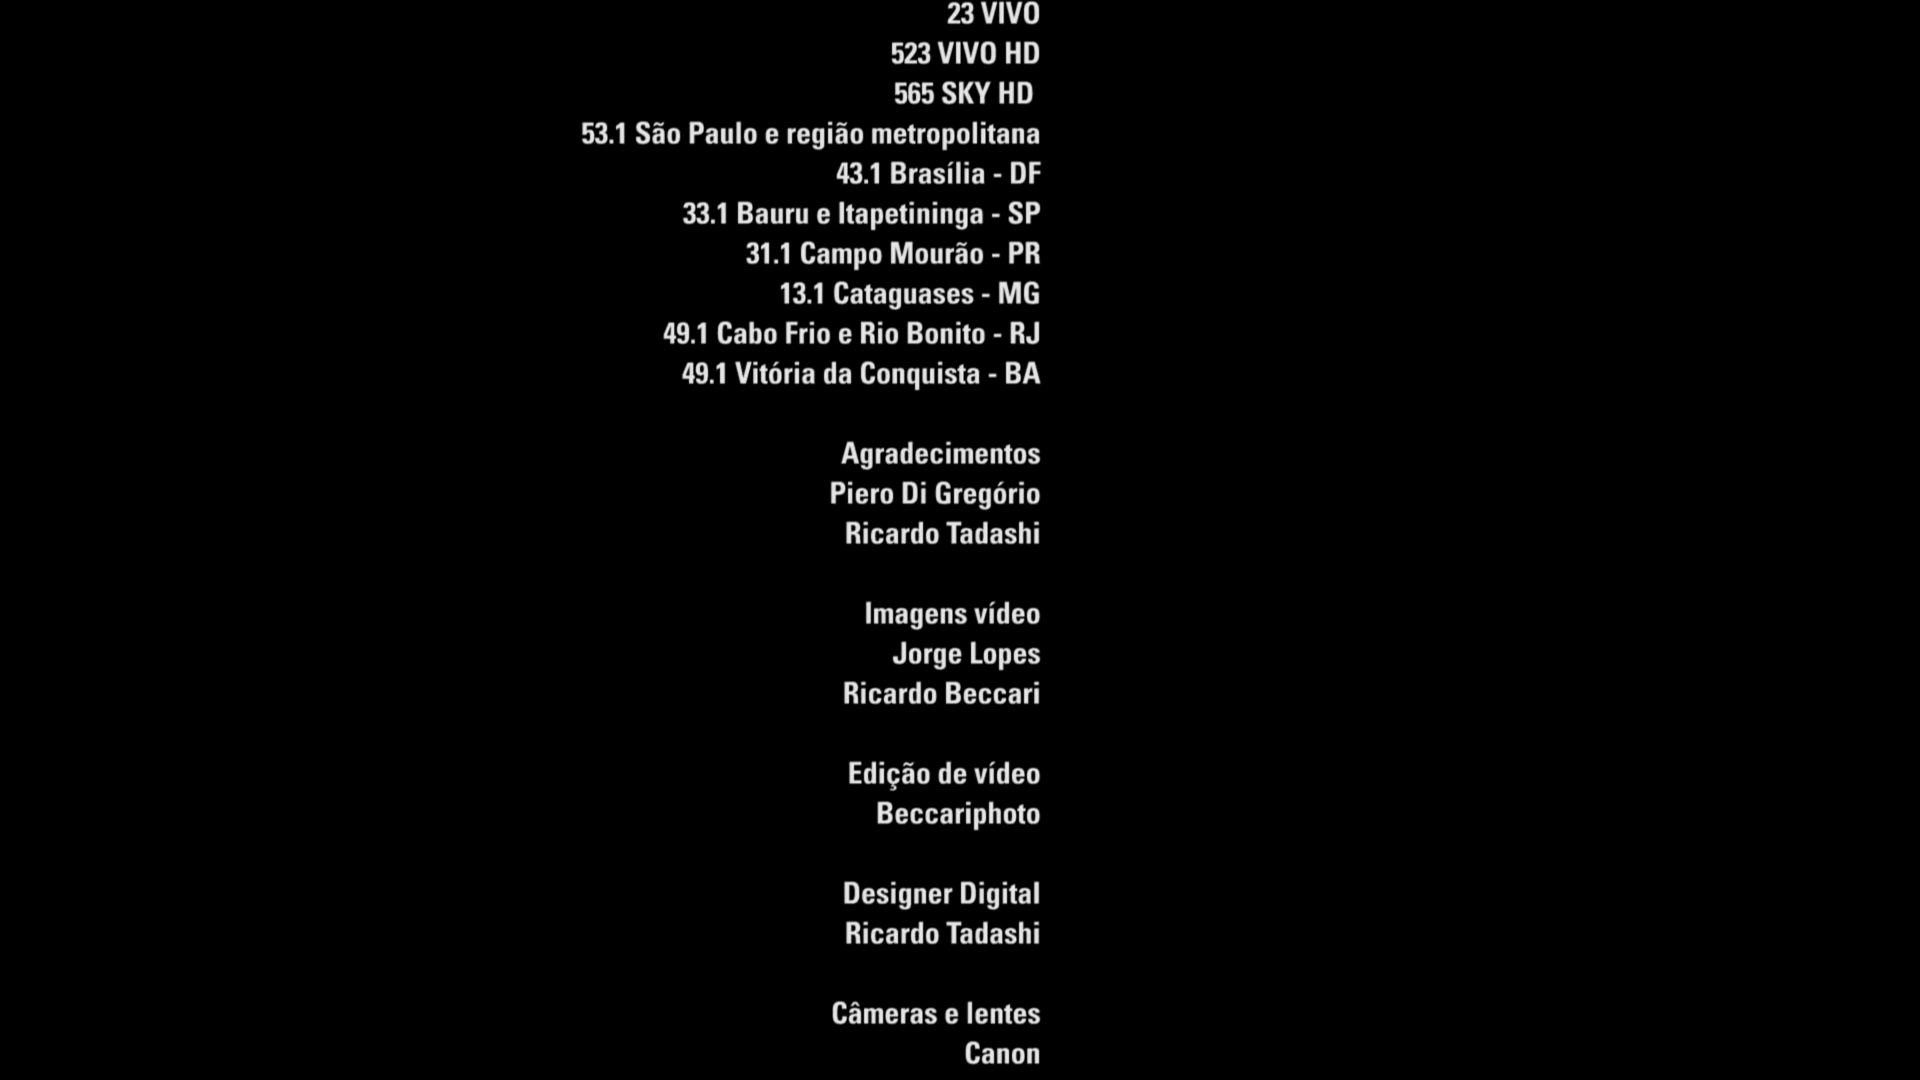 23 VIVO
523 VIVO HD
565 SKY HD
53.1 São Paulo e região metropolitana
43.1 Brasília - DF
33.1 Bauru e Itapetininga - SP
31.1 Campo Mourão - PR
13.1 Cataguases - MG
49.1 Cabo Frio e Rio Bonito - RJ
49.1 Vitória da Conquista - BA
Agradecimentos
Piero Di Gregório
Ricardo Tadashi
Imagens vídeo
Jorge Lopes
Ricardo Beccari
Edição de vídeo
Beccariphoto
Designer Digital
Ricardo Tadashi
Câmeras e lentes
Canon